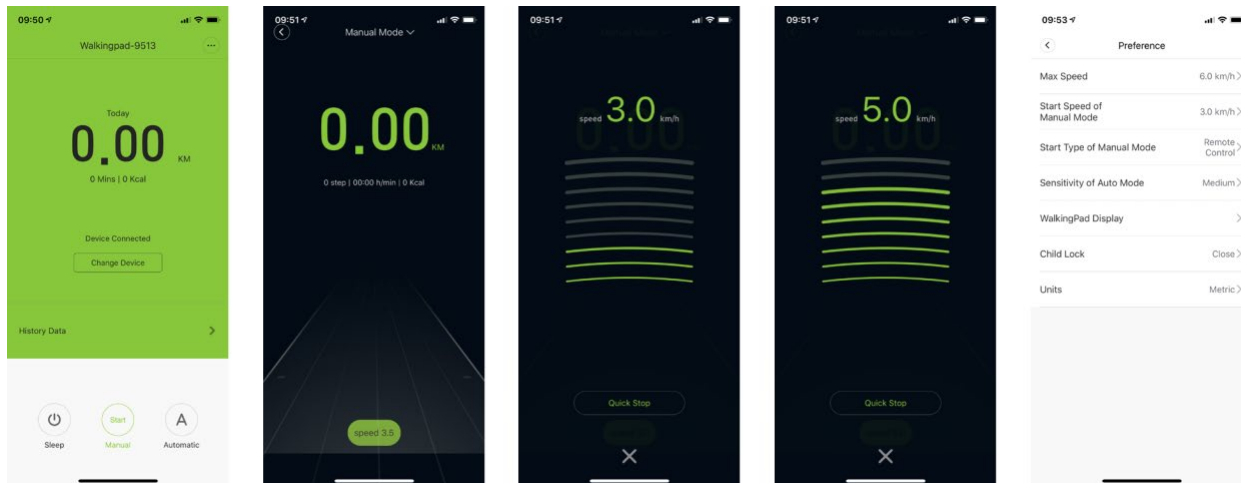 09:50
Walkingpad-9513
Today
0.00 KM
0 Mins | 0 Kcal
Device Connected
Change Device
History Data
Sleep
Start
Manual
A
Automatic
09:51
Manual Mode
0.00 KM
0 step | 00:00 h/min | 0 Kcal
speed 3.5
09:51
speed 3.0 km/h
Quick Stop
09:51
speed 5.0 km/h
Quick Stop
09:53
Preference
Max Speed 6.0 km/h
Start Speed of
Manual Mode 3.0 km/h
Start Type of Manual Mode Remote
Control
Sensitivity of Auto Mode Medium
WalkingPad Display
Child Lock Close
Units Metric